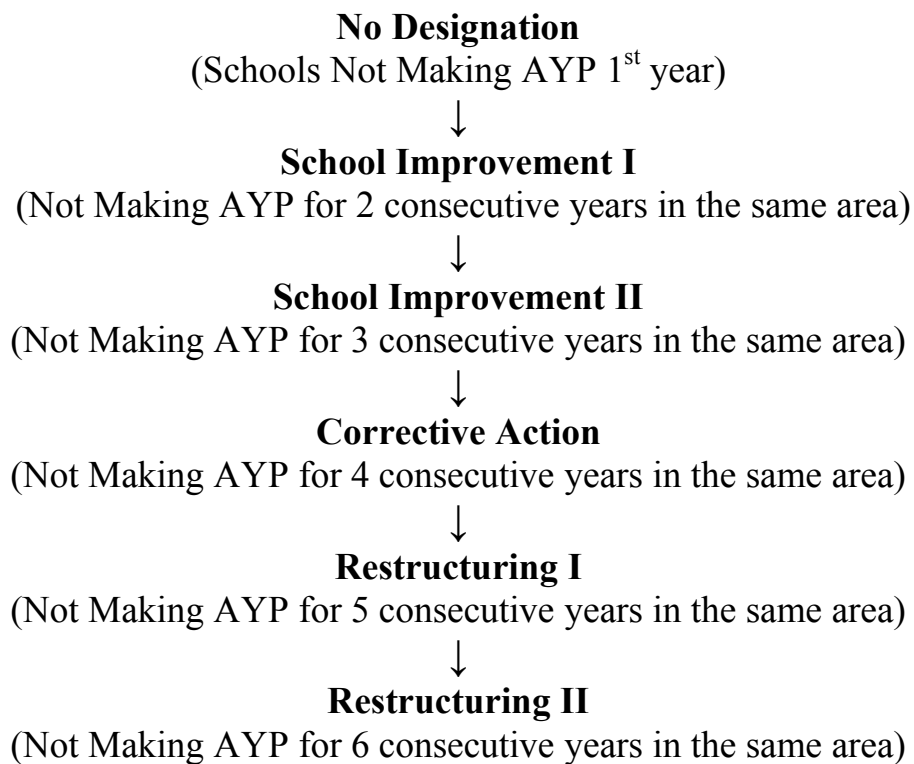 No Designation
(Schools Not Making AYP 1st year)
↓
School Improvement I
(Not Making AYP for 2 consecutive years in the same area)
↓
School Improvement II
(Not Making AYP for 3 consecutive years in the same area)
↓
Corrective Action
(Not Making AYP for 4 consecutive years in the same area)
↓
Restructuring I
(Not Making AYP for 5 consecutive years in the same area)
↓
Restructuring II
(Not Making AYP for 6 consecutive years in the same area)